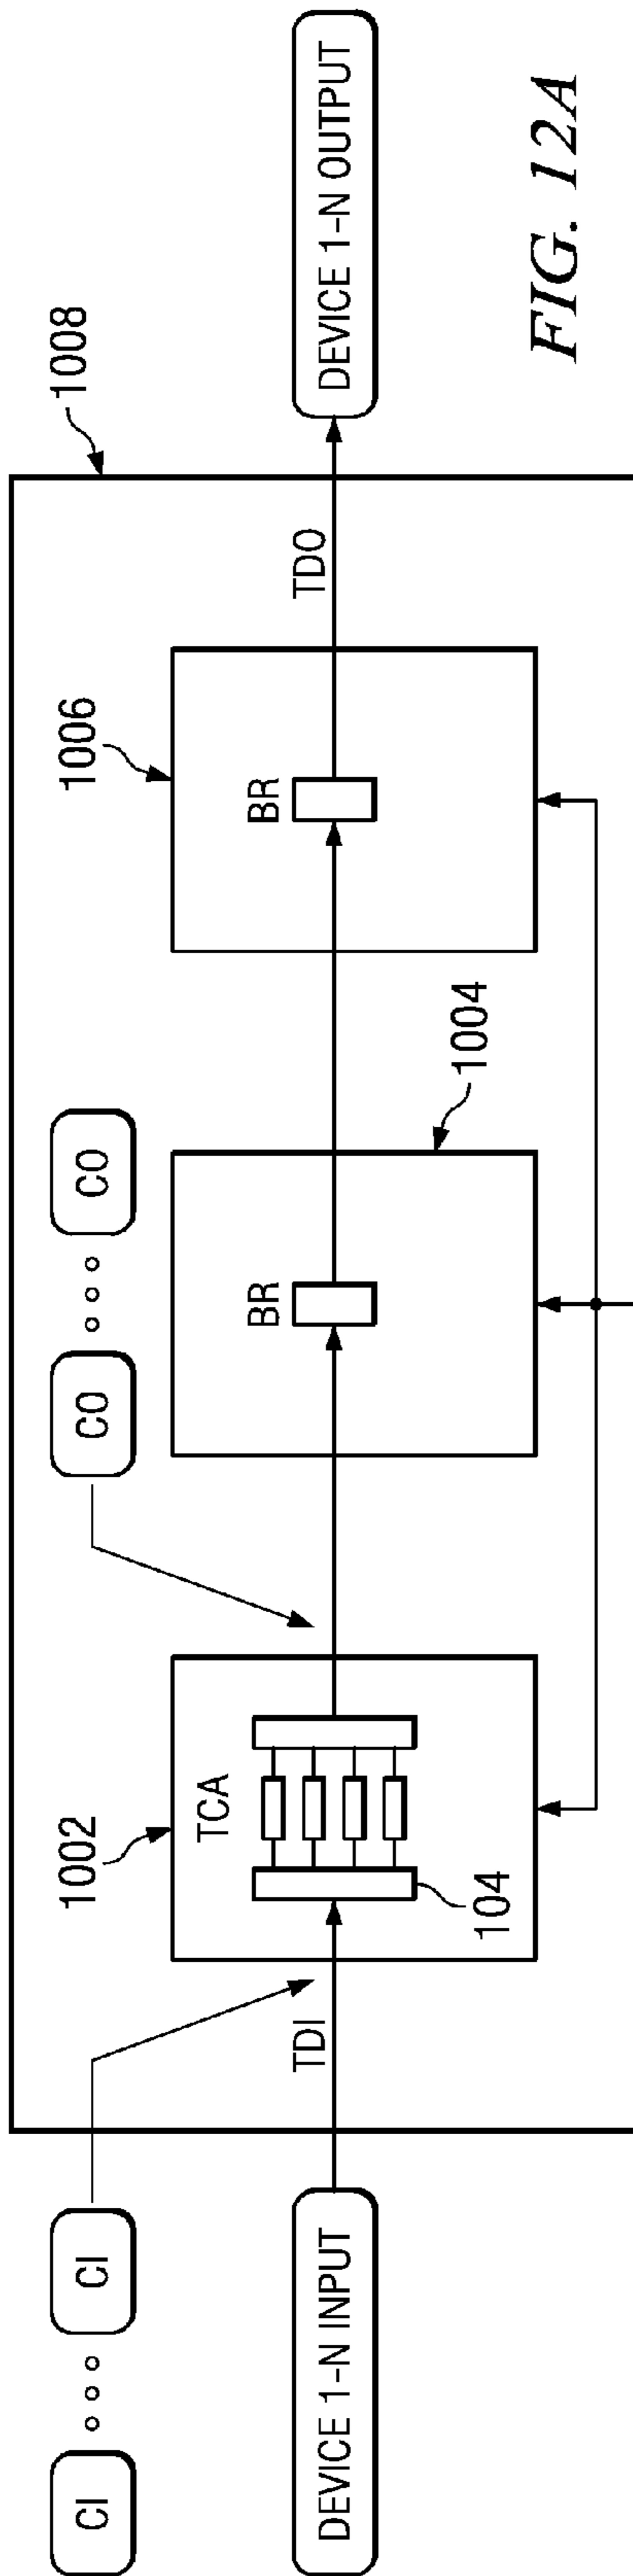 1008
CI
CI
CO
CO
1002
1006
TCA
BR
BR
DEVICE 1-N INPUT
TDI
TDO
DEVICE 1-N OUTPUT
104
1004
FIG. 12A